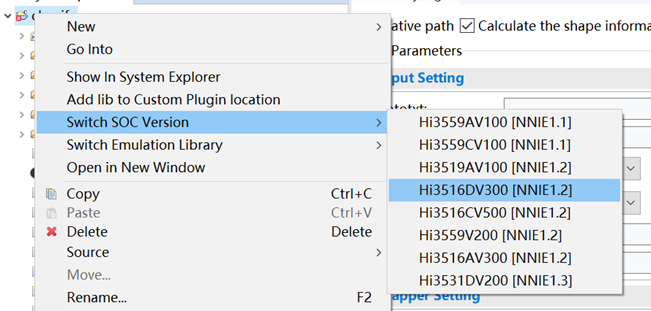 New
Go Into
Show In System Explorer
Add lib to Custom Plugin location
Switch SOC Version
Switch Emulation Library
Open in New Window
Copy Ctrl+C
Paste Ctrl+V
Delete Delete
Source
Move...
Rename... F2
ative path Calculate the shape informa
Parameters
put Setting
totxt:
Hi3559AV100 [NNIE1.1]
Hi3559CV100 [NNIE1.1]
Hi3519AV100 [NNIE1.2]
Hi3516DV300 [NNIE1.2]
Hi3516CV500 [NNIE1.2]
Hi3559V200 [NNIE1.2]
Hi3516AV300 [NNIE1.2]
Hi3531DV200 [NNIE1.3]
apper Setting